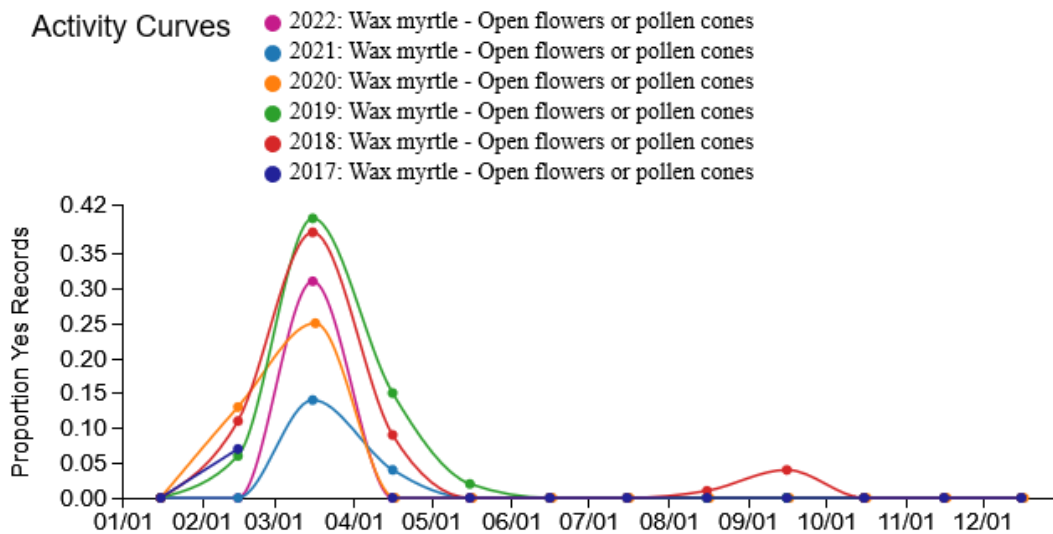 Activity Curves
2022: Wax myrtle - Open flowers or pollen cones
2021: Wax myrtle - Open flowers or pollen cones
2020: Wax myrtle - Open flowers or pollen cones
2019: Wax myrtle - Open flowers or pollen cones
2018: Wax myrtle - Open flowers or pollen cones
2017: Wax myrtle - Open flowers or pollen cones
Proportion Yes Records
0.42
0.35
0.30
0.25
0.20
0.15
0.10
0.05
0.00
01/01 02/01 03/01 04/01 05/01 06/01 07/01 08/01 09/01 10/01 11/01 12/01